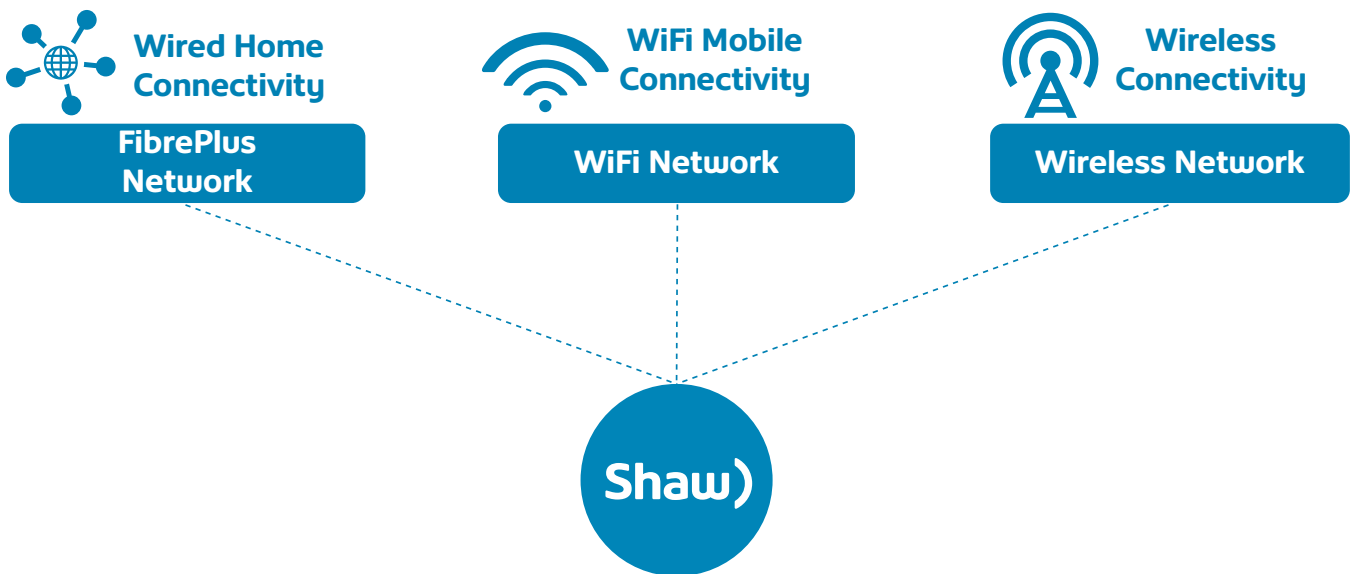 Wired Home
Connectivity
FibrePlus
Network
WiFi Mobile
Connectivity
WiFi Network
Wireless
Connectivity
Wireless Network
Shaw)